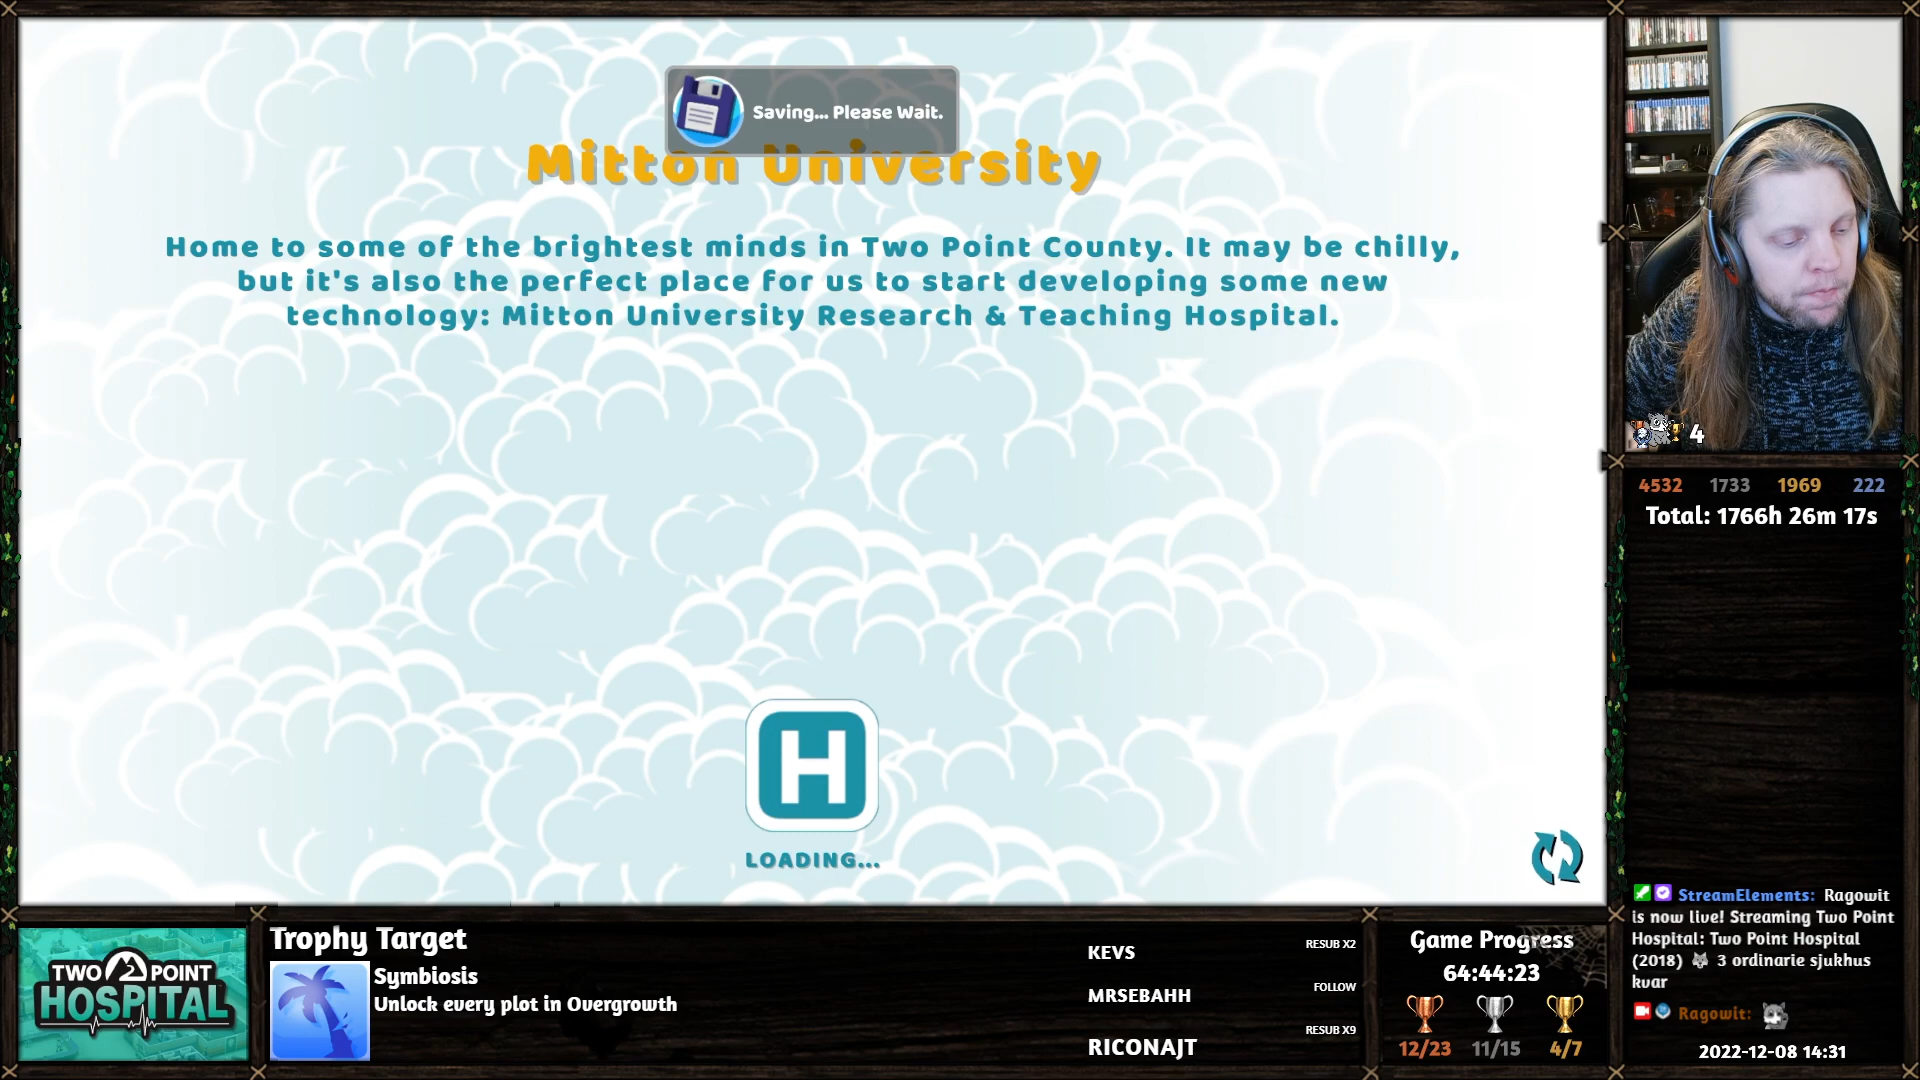 Saving... Please Wait.
Mitton University
Home to some of the brightest minds in Two Point County. It may be chilly,
but it's also the perfect place for us to start developing some new
technology: Mitton University Research & Teaching Hospital.
H
LOADING...
4
4532 1733 1969 222
Total: 1766h 26m 17s
StreamElements: Ragowit
is now live! Streaming Two Point
Hospital: Two Point Hospital
(2018) 3 ordinarie sjukhus
kvar
Ragowit:
2022-12-08 14:31
TWO POINT
HOSPITAL
Trophy Target
Symbiosis
Unlock every plot in Overgrowth
KEVS RESUB X2
MRSEBAHH FOLLOW
RICONAJT RESUB X9
Game Progress
64:44:23
12/23 11/15 4/7